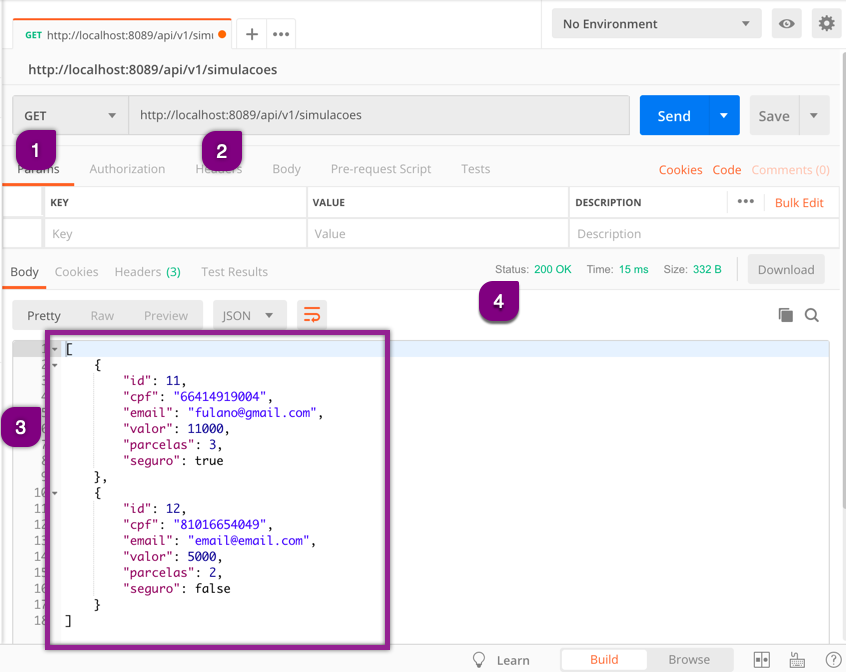 GET http://localhost:8089/api/v1/simu
No Environment
http://localhost:8089/api/v1/simulacoes
GET http://localhost:8089/api/v1/simulacoes Send Save
1 2
Params Authorization Headers Body Pre-request Script Tests Cookies Code Comments (0)
KEY VALUE DESCRIPTION Bulk Edit
Key Value Description
Body Cookies Headers (3) Test Results Status: 200 OK Time: 15 ms Size: 332 B Download
4
Pretty Raw Preview JSON
1 [
2 {
3 "id": 11,
4 "cpf": "66414919004",
"email": "fulano@gmail.com",
3 "valor": 11000,
"parcelas": 3,
8 "seguro": true
9 },
10 {
11 "id": 12,
12 "cpf": "81016654049",
13 "email": "email@email.com",
14 "valor": 5000,
15 "parcelas": 2,
16 "seguro": false
17 }
18 ]
Learn Build Browse